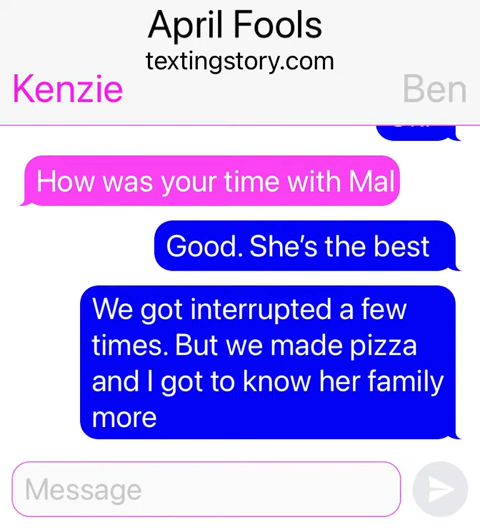 April Fools
textingstory.com
Kenzie
Ben
How was your time with Mal
Good. She's the best
We got interrupted a few
times. But we made pizza
and I got to know her family
more
Message